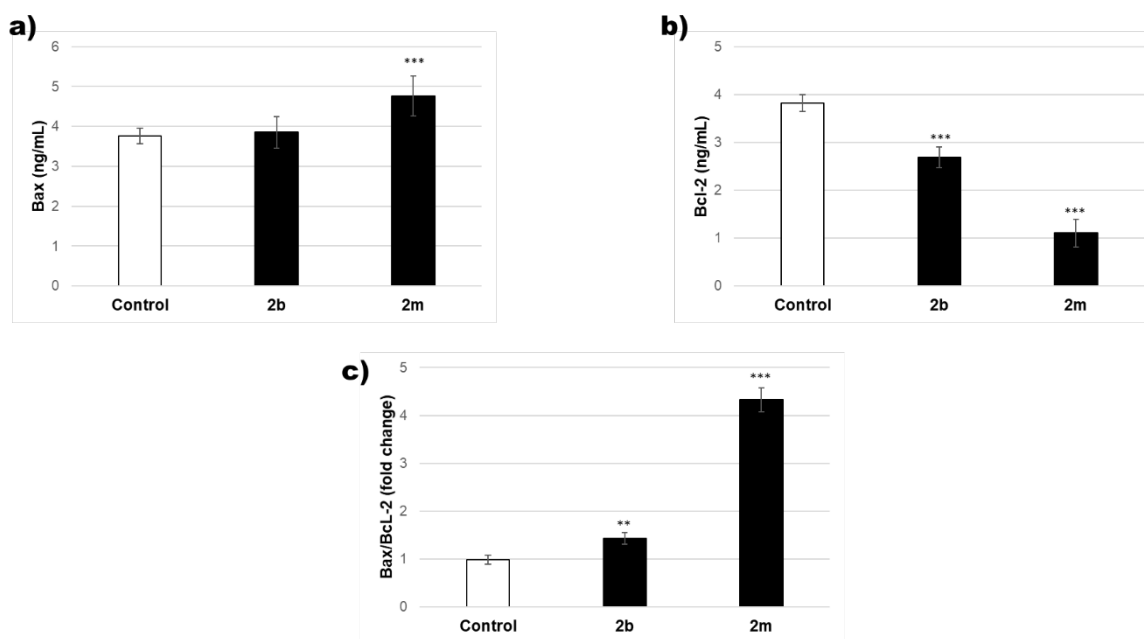 a)
Bax (ng/mL)
6
5
4
3
2
1
0
***
Control 2b 2m
b)
Bcl-2 (ng/mL)
5
4
3
2
1
0
***
***
Control 2b 2m
c)
Bax/BcL-2 (fold change)
5
4
3
2
1
0
**
***
Control 2b 2m